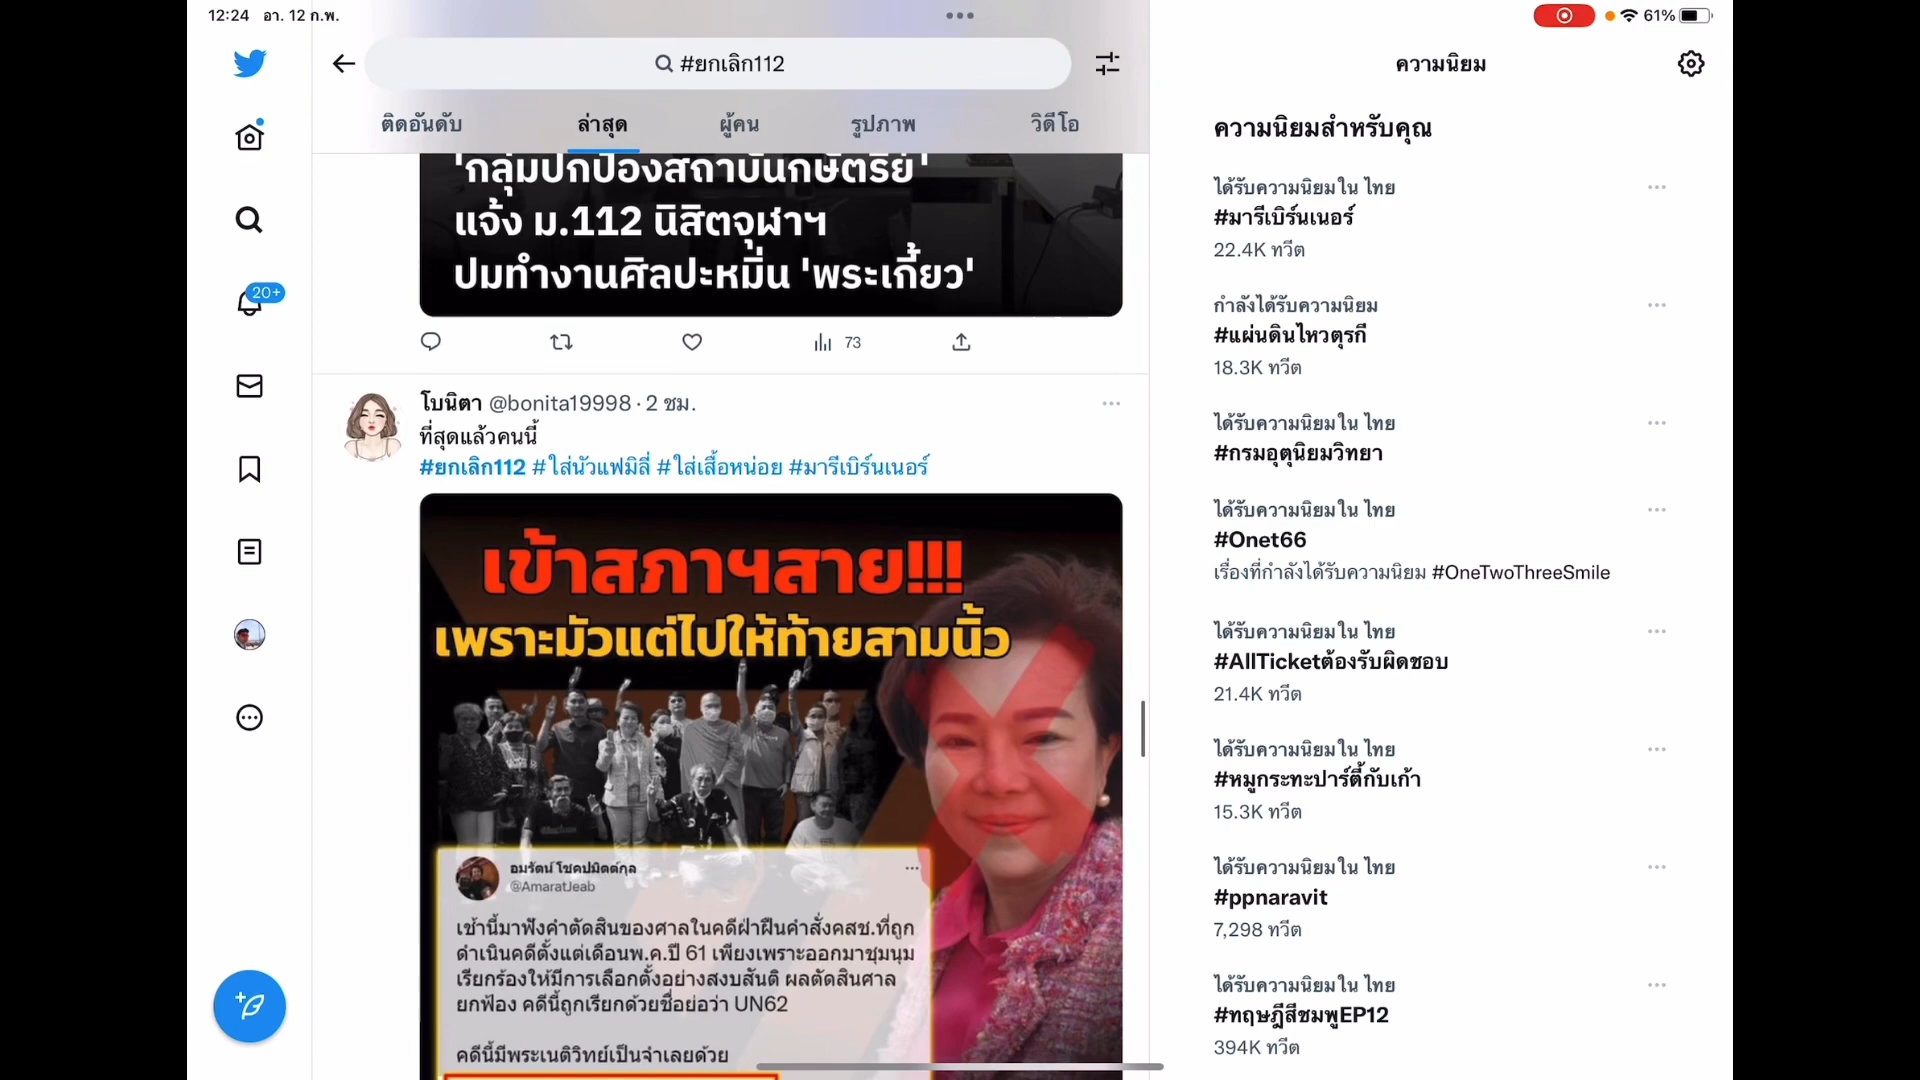 12:24 อา. 12 ก.พ.
61%
#ยกเลิก112
ติดอันดับ ล่าสุด ผู้คน รูปภาพ วิดีโอ
'กลุ่มปกป้องสถาบันกษัตริย์'
แจ้ง ม.112 นิสิตจุฬาฯ
ปมทำงานศิลปะหมิ่น 'พระเกี้ยว'
73
20+
โบนิตา @bonita19998 · 2 ชม.
ที่สุดแล้วคนนี้
#ยกเลิก112 #ใส่นัวแฟมิลี่ #ใส่เสื้อหน่อย #มารีเบิร์นเนอร์
เข้าสภาฯสาย!!!
เพราะมัวแต่ไปให้ท้ายสามนิ้ว
อมรัตน์ โชคปมิตต์กุล
@AmaratJeab
เช้านี้มาฟังคำตัดสินของศาลในคดีฝ่าฝืนคำสั่งคสช.ที่ถูก
ดำเนินคดีตั้งแต่เดือนพ.ค.ปี 61 เพียงเพราะออกมาชุมนุม
เรียกร้องให้มีการเลือกตั้งอย่างสงบสันติ ผลตัดสินศาล
ยกฟ้อง คดีนี้ถูกเรียกด้วยชื่อย่อว่า UN62
คดีนี้มีพระเนติวิทย์เป็นจำเลยด้วย
ความนิยม
ความนิยมสำหรับคุณ
ได้รับความนิยมใน ไทย
#มารีเบิร์นเนอร์
22.4K ทวีต
กำลังได้รับความนิยม
#แผ่นดินไหวตุรกี
18.3K ทวีต
ได้รับความนิยมใน ไทย
#กรมอุตุนิยมวิทยา
ได้รับความนิยมใน ไทย
#Onet66
เรื่องที่กำลังได้รับความนิยม #OneTwoThreeSmile
ได้รับความนิยมใน ไทย
#AllTicketต้องรับผิดชอบ
21.4K ทวีต
ได้รับความนิยมใน ไทย
#หมูกระทะปาร์ตี้กับเก้า
15.3K ทวีต
ได้รับความนิยมใน ไทย
#ppnaravit
7,298 ทวีต
ได้รับความนิยมใน ไทย
#ทฤษฎีสีชมพูEP12
394K ทวีต